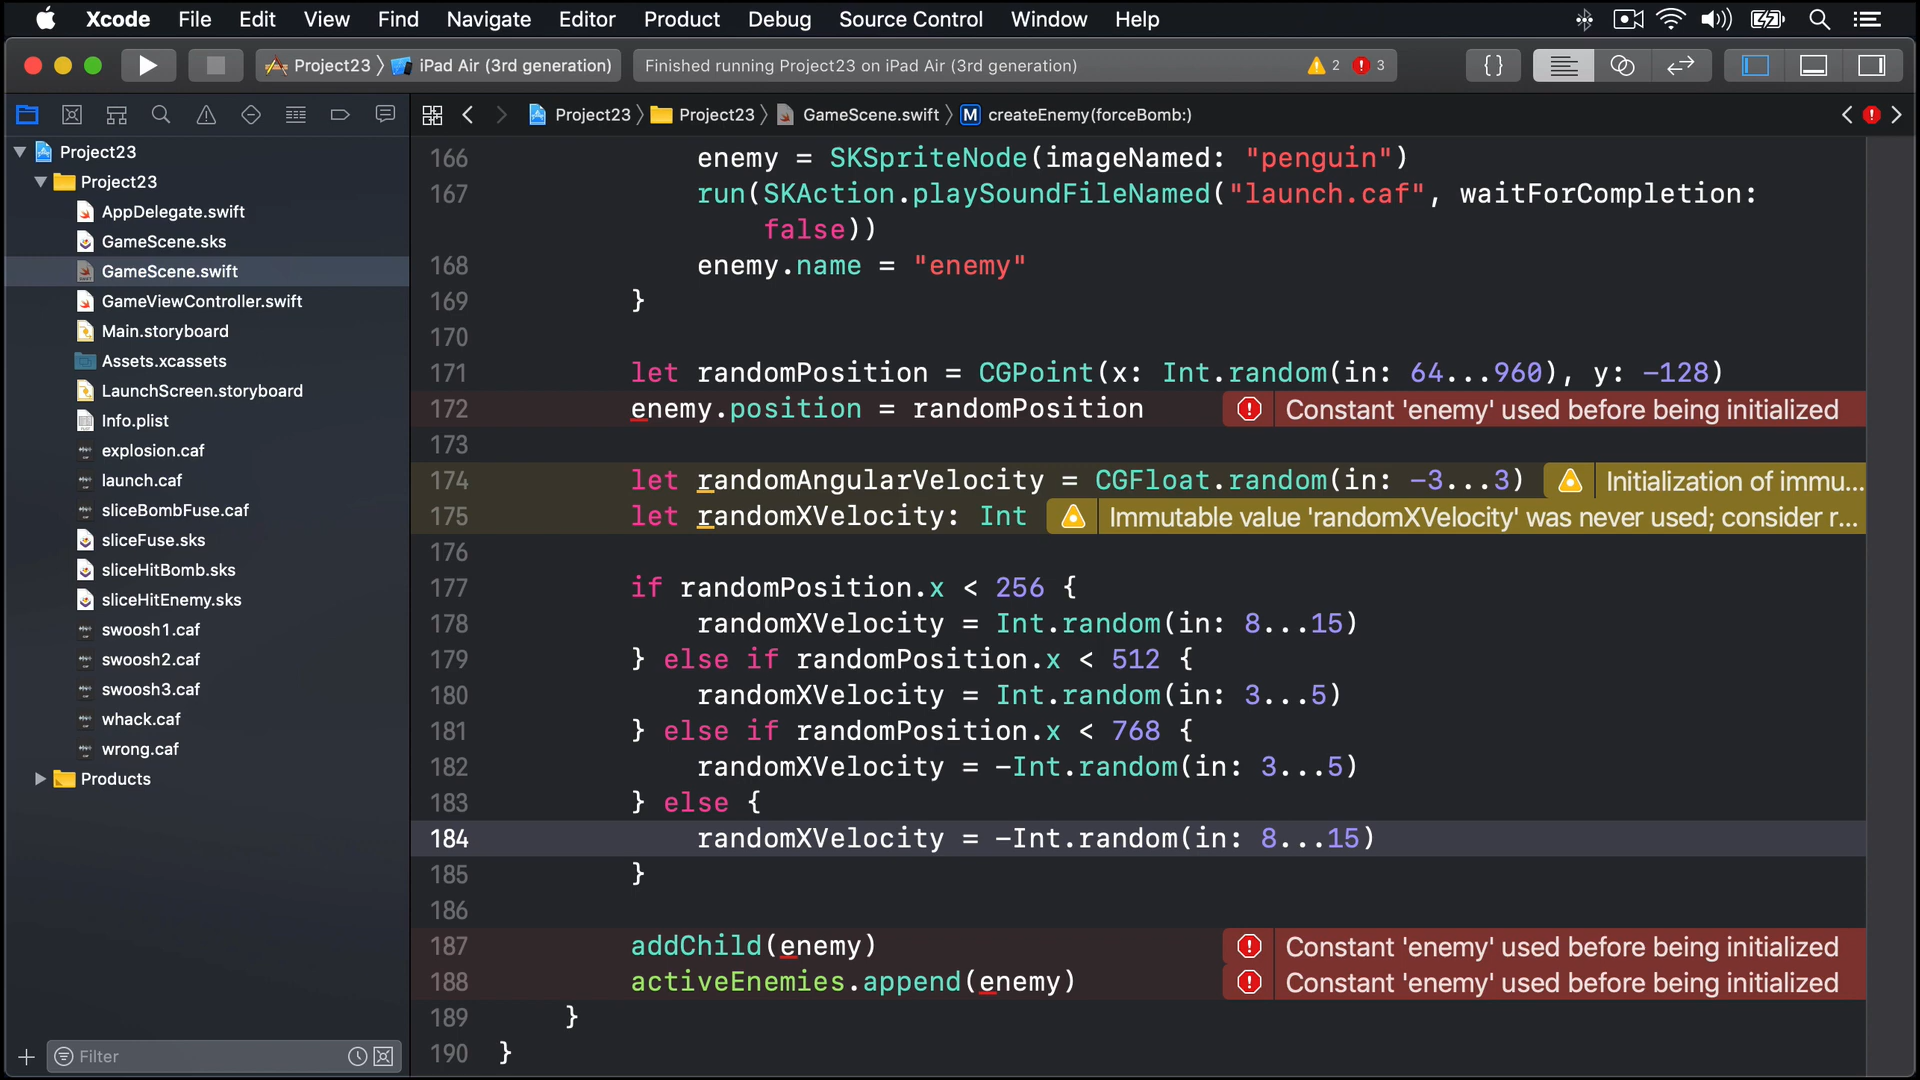 Xcode File Edit View Find Navigate Editor Product Debug Source Control Window Help
Project23 iPad Air (3rd generation) Finished running Project23 on iPad Air (3rd generation) 2 3 {}
Project23 Project23 GameScene.swift M createEnemy(forceBomb:)
Project23
Project23
AppDelegate.swift
GameScene.sks
GameScene.swift
GameViewController.swift
Main.storyboard
Assets.xcassets
LaunchScreen.storyboard
Info.plist
explosion.caf
launch.caf
sliceBombFuse.caf
sliceFuse.sks
sliceHitBomb.sks
sliceHitEnemy.sks
swoosh1.caf
swoosh2.caf
swoosh3.caf
whack.caf
wrong.caf
Products
Filter
166 enemy = SKSpriteNode(imageNamed: "penguin")
167 run(SKAction.playSoundFileNamed("launch.caf", waitForCompletion:
false))
168 enemy.name = "enemy"
169 }
170
171 let randomPosition = CGPoint(x: Int.random(in: 64...960), y: -128)
172 enemy.position = randomPosition Constant 'enemy' used before being initialized
173
174 let randomAngularVelocity = CGFloat.random(in: -3...3) Initialization of immu...
175 let randomXVelocity: Int Immutable value 'randomXVelocity' was never used; consider r...
176
177 if randomPosition.x < 256 {
178 randomXVelocity = Int.random(in: 8...15)
179 } else if randomPosition.x < 512 {
180 randomXVelocity = Int.random(in: 3...5)
181 } else if randomPosition.x < 768 {
182 randomXVelocity = -Int.random(in: 3...5)
183 } else {
184 randomXVelocity = -Int.random(in: 8...15)
185 }
186
187 addChild(enemy) Constant 'enemy' used before being initialized
188 activeEnemies.append(enemy) Constant 'enemy' used before being initialized
189 }
190 }